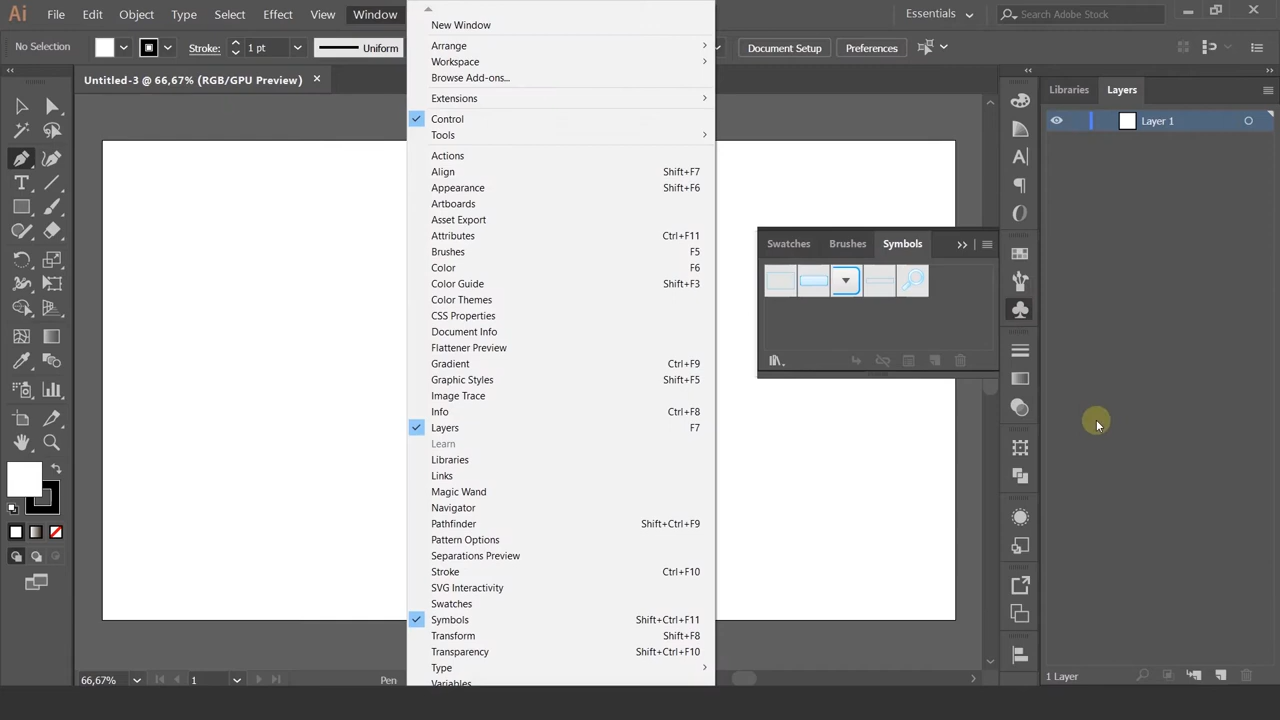 Ai File Edit Object Type Select Effect View Window Essentials Search Adobe Stock
No Selection Stroke: 1 pt Uniform Document Setup Preferences
Untitled-3 @ 66,67% (RGB/GPU Preview)
New Window
Arrange
Workspace
Browse Add-ons...
Extensions
Control
Tools
Actions
Align Shift+F7
Appearance Shift+F6
Artboards
Asset Export
Attributes Ctrl+F11
Brushes F5
Color F6
Color Guide Shift+F3
Color Themes
CSS Properties
Document Info
Flattener Preview
Gradient Ctrl+F9
Graphic Styles Shift+F5
Image Trace
Info Ctrl+F8
Layers F7
Learn
Libraries
Links
Magic Wand
Navigator
Pathfinder Shift+Ctrl+F9
Pattern Options
Separations Preview
Stroke Ctrl+F10
SVG Interactivity
Swatches
Symbols Shift+Ctrl+F11
Transform Shift+F8
Transparency Shift+Ctrl+F10
Type
Variables
Swatches Brushes Symbols
Libraries Layers
Layer 1
66,67% 1 Pen
1 Layer